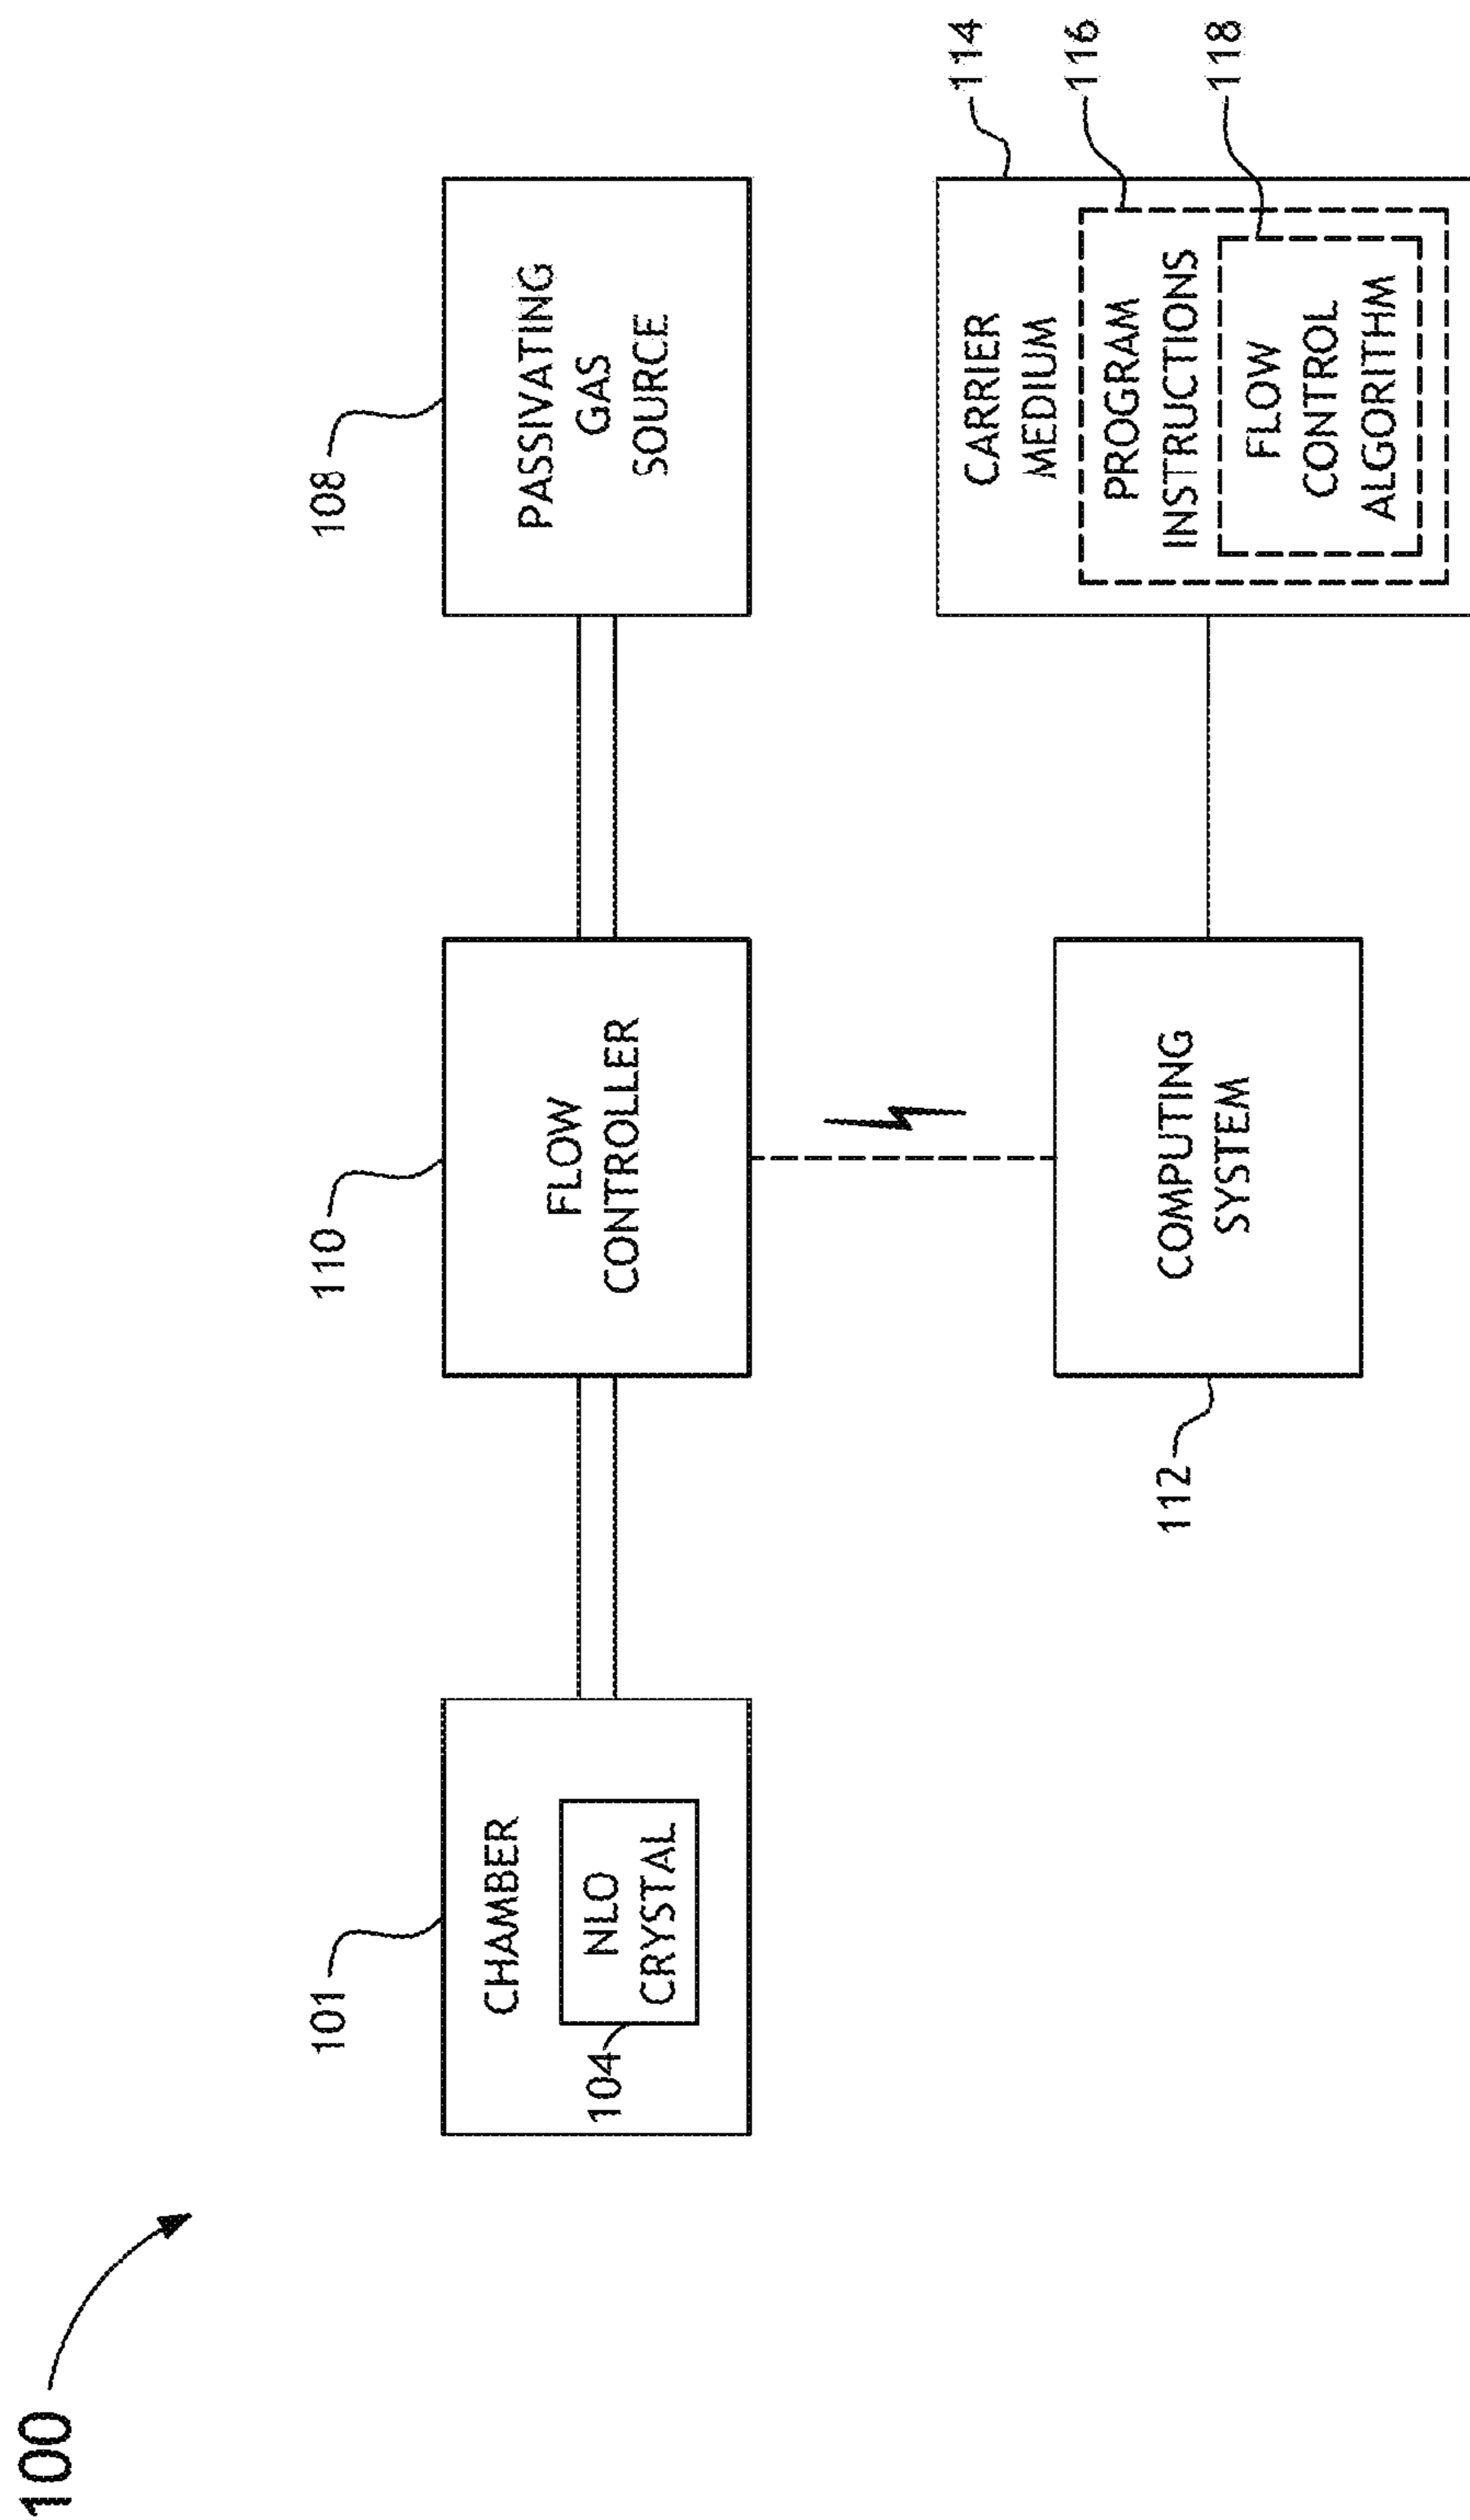 100
101
CHAMBER
104
NLO
CRYSTAL
110
FLOW
CONTROLLER
108
PASSIVATING
GAS
SOURCE
112
COMPUTING
SYSTEM
114
CARRIER
MEDIUM
116
PROGRAM
INSTRUCTIONS
118
FLOW
CONTROL
ALGORITHM